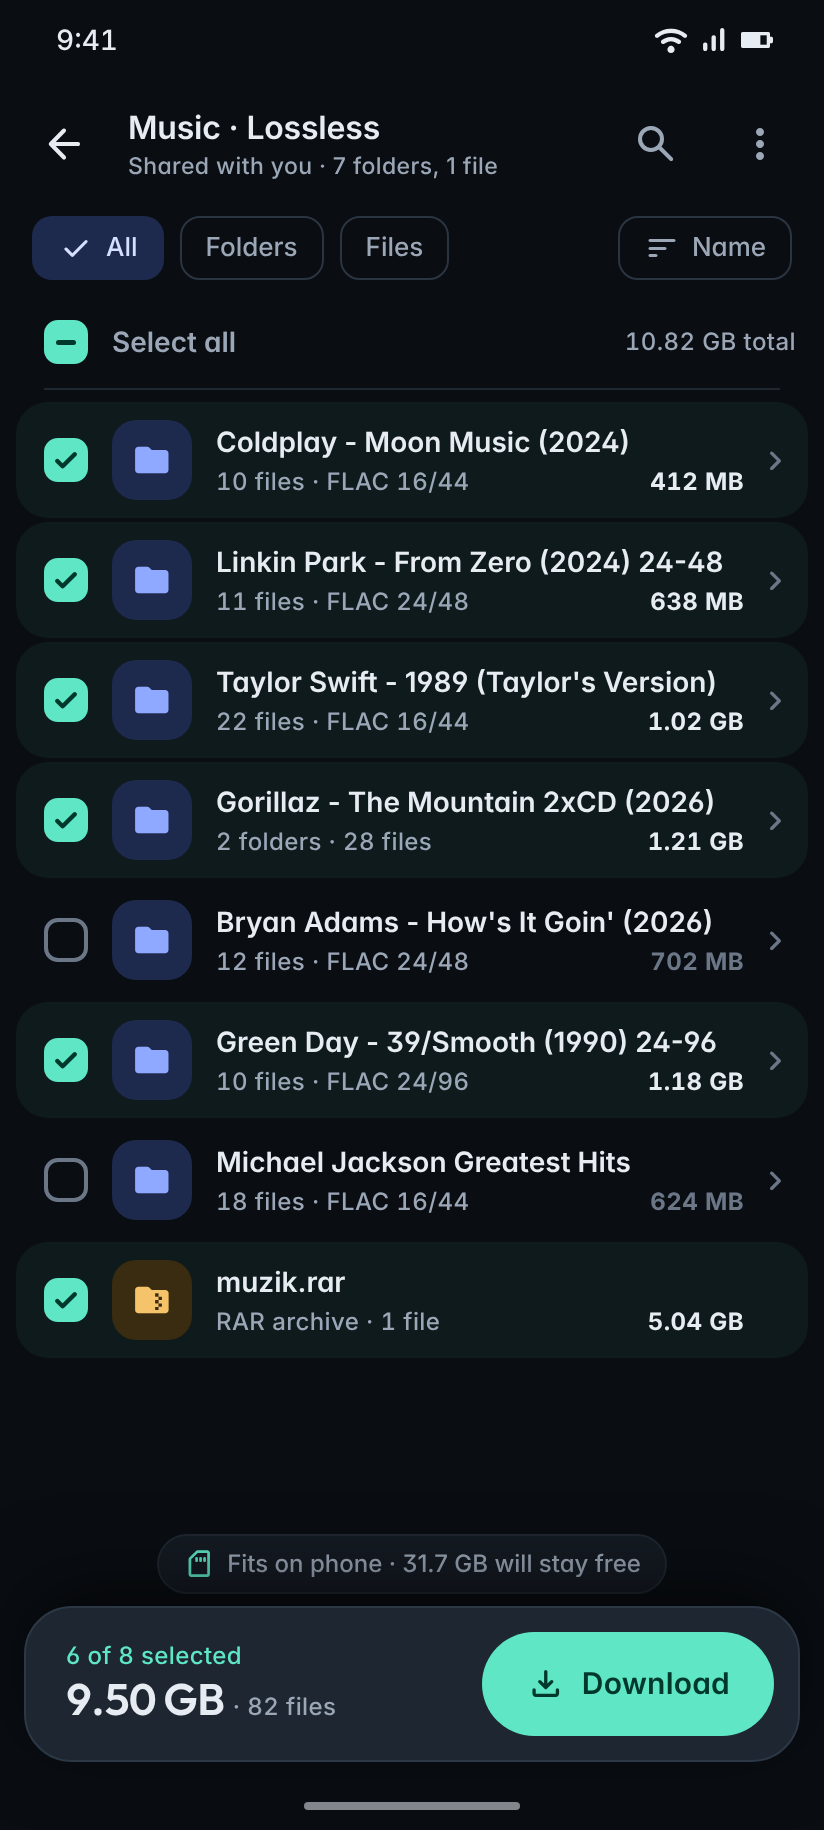 9:41
Music · Lossless
Shared with you · 7 folders, 1 file
All
Folders
Files
Name
Select all
10.82 GB total
Coldplay - Moon Music (2024)
10 files · FLAC 16/44
412 MB
Linkin Park - From Zero (2024) 24-48
11 files · FLAC 24/48
638 MB
Taylor Swift - 1989 (Taylor's Version)
22 files · FLAC 16/44
1.02 GB
Gorillaz - The Mountain 2xCD (2026)
2 folders · 28 files
1.21 GB
Bryan Adams - How's It Goin' (2026)
12 files · FLAC 24/48
702 MB
Green Day - 39/Smooth (1990) 24-96
10 files · FLAC 24/96
1.18 GB
Michael Jackson Greatest Hits
18 files · FLAC 16/44
624 MB
muzik.rar
RAR archive · 1 file
5.04 GB
Fits on phone · 31.7 GB will stay free
6 of 8 selected
9.50 GB · 82 files
Download